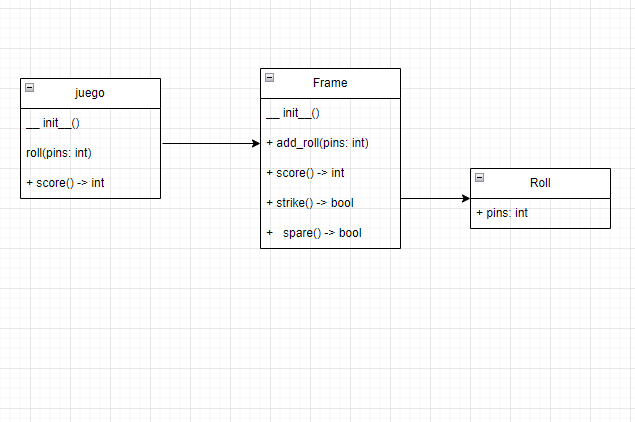 juego
__ init__()
roll(pins: int)
+ score() -> int
Frame
__ init__()
+ add_roll(pins: int)
+ score() -> int
+ strike() -> bool
+   spare() -> bool
Roll
+ pins: int